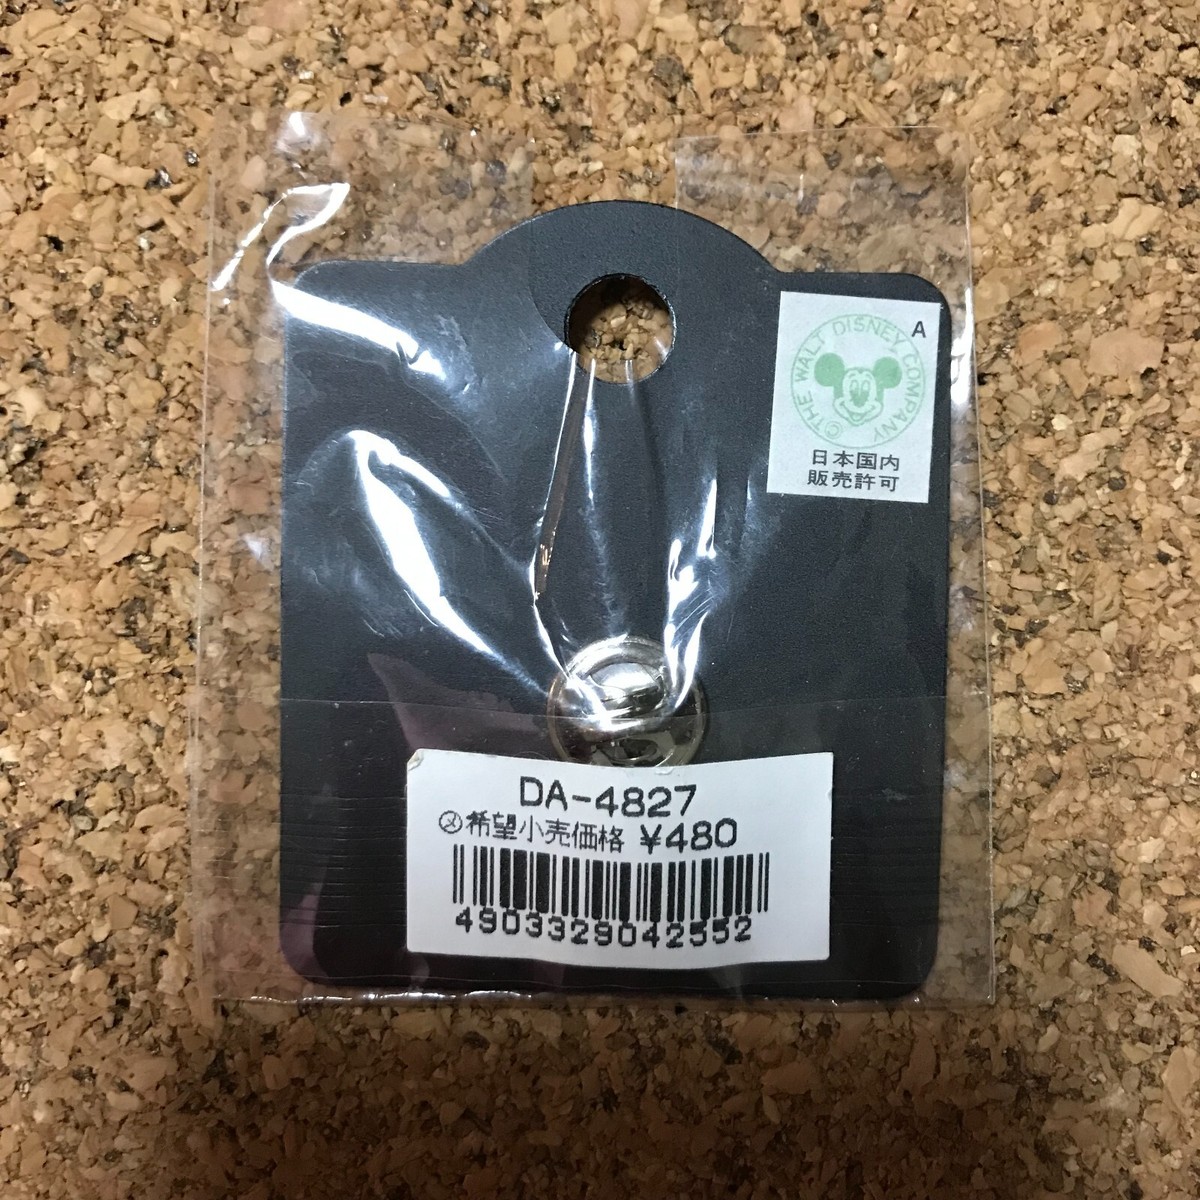 A
©THE WALT DISNEY COMPANY
日本国内
販売許可
DA-4827
㋱希望小売価格 ¥480
4903329042552